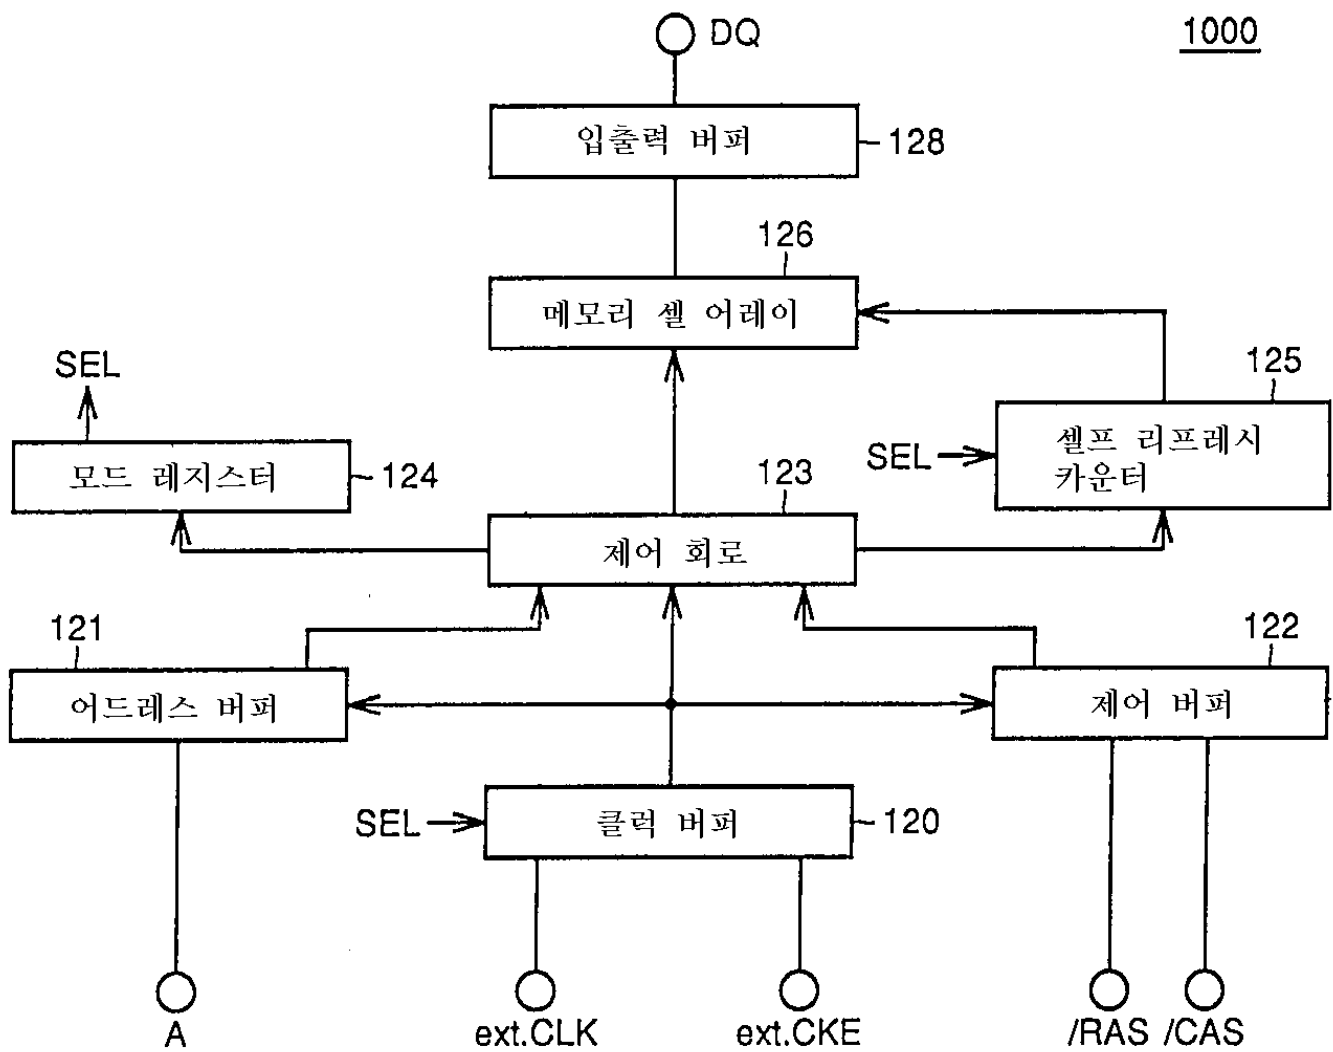 DQ
1000
입출력 버퍼
128
126
메모리 셀 어레이
SEL
125
셀프 리프레시
카운터
SEL
모드 레지스터
124
123
제어 회로
121
122
어드레스 버퍼
제어 버퍼
SEL
클럭 버퍼
120
A
ext.CLK
ext.CKE
/RAS
/CAS